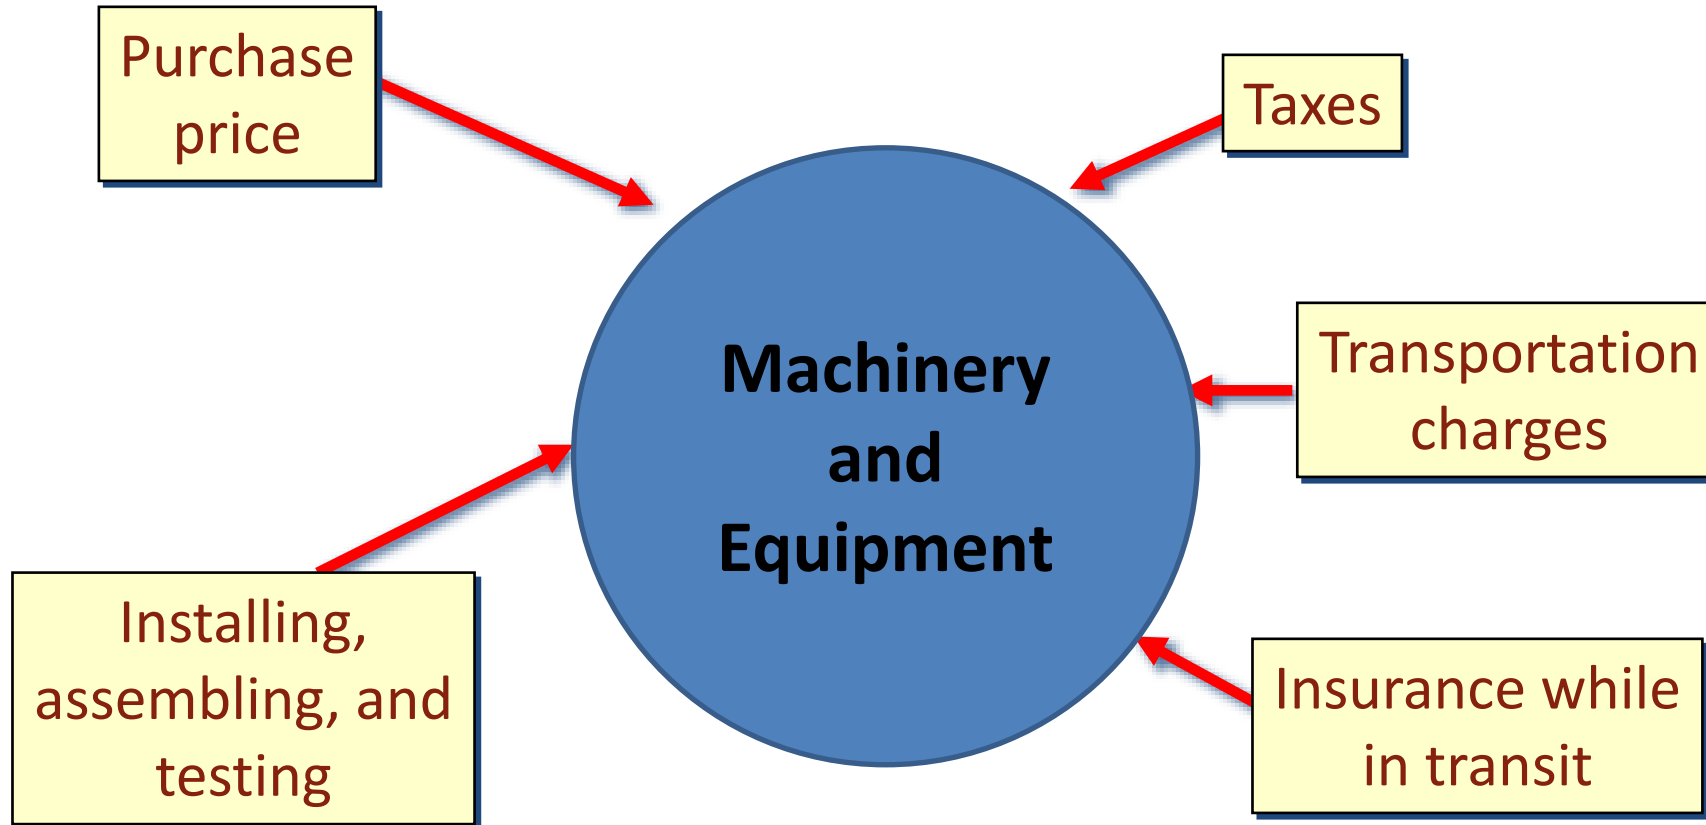 Purchase
price
Taxes
Machinery
and
Equipment
Transportation
charges
Installing,
assembling, and
testing
Insurance while
in transit